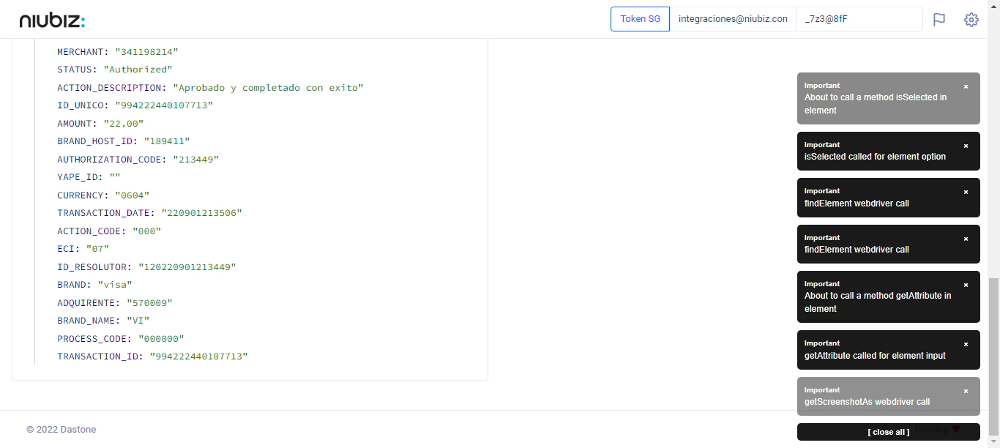 niubiz:
Token SG
integraciones@niubiz.con
_7z3@8fF
MERCHANT: "341198214"
STATUS: "Authorized"
ACTION_DESCRIPTION: "Aprobado y completado con exito"
ID_UNICO: "994222440107713"
AMOUNT: "22.00"
BRAND_HOST_ID: "189411"
AUTHORIZATION_CODE: "213449"
YAPE_ID: ""
CURRENCY: "0604"
TRANSACTION_DATE: "220901213506"
ACTION_CODE: "000"
ECI: "07"
ID_RESOLUTOR: "120220901213449"
BRAND: "visa"
ADQUIRENTE: "570009"
BRAND_NAME: "VI"
PROCESS_CODE: "000000"
TRANSACTION_ID: "994222440107713"
Important
About to call a method isSelected in
element
Important
isSelected called for element option
Important
findElement webdriver call
Important
findElement webdriver call
Important
About to call a method getAttribute in
element
Important
getAttribute called for element input
Important
getScreenshotAs webdriver call
[ close all ]
© 2022 Dastone